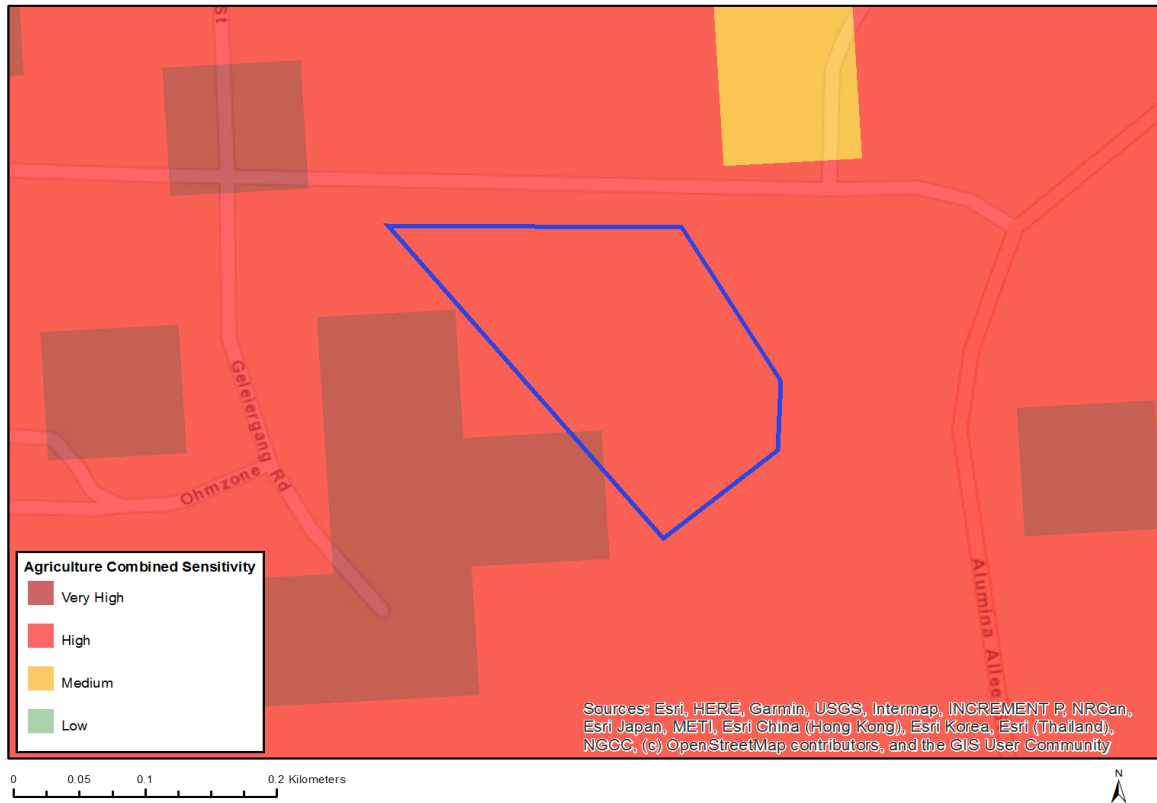 St
Geleiergang Rd
Ohmzone
Alumina Allee
Agriculture Combined Sensitivity
Very High
High
Medium
Low
Sources: Esri, HERE, Garmin, USGS, Intermap, INCREMENT P, NRCan,
Esri Japan, METI, Esri China (Hong Kong), Esri Korea, Esri (Thailand),
NGCC, (c) OpenStreetMap contributors, and the GIS User Community
0 0.05 0.1 0.2 Kilometers
N